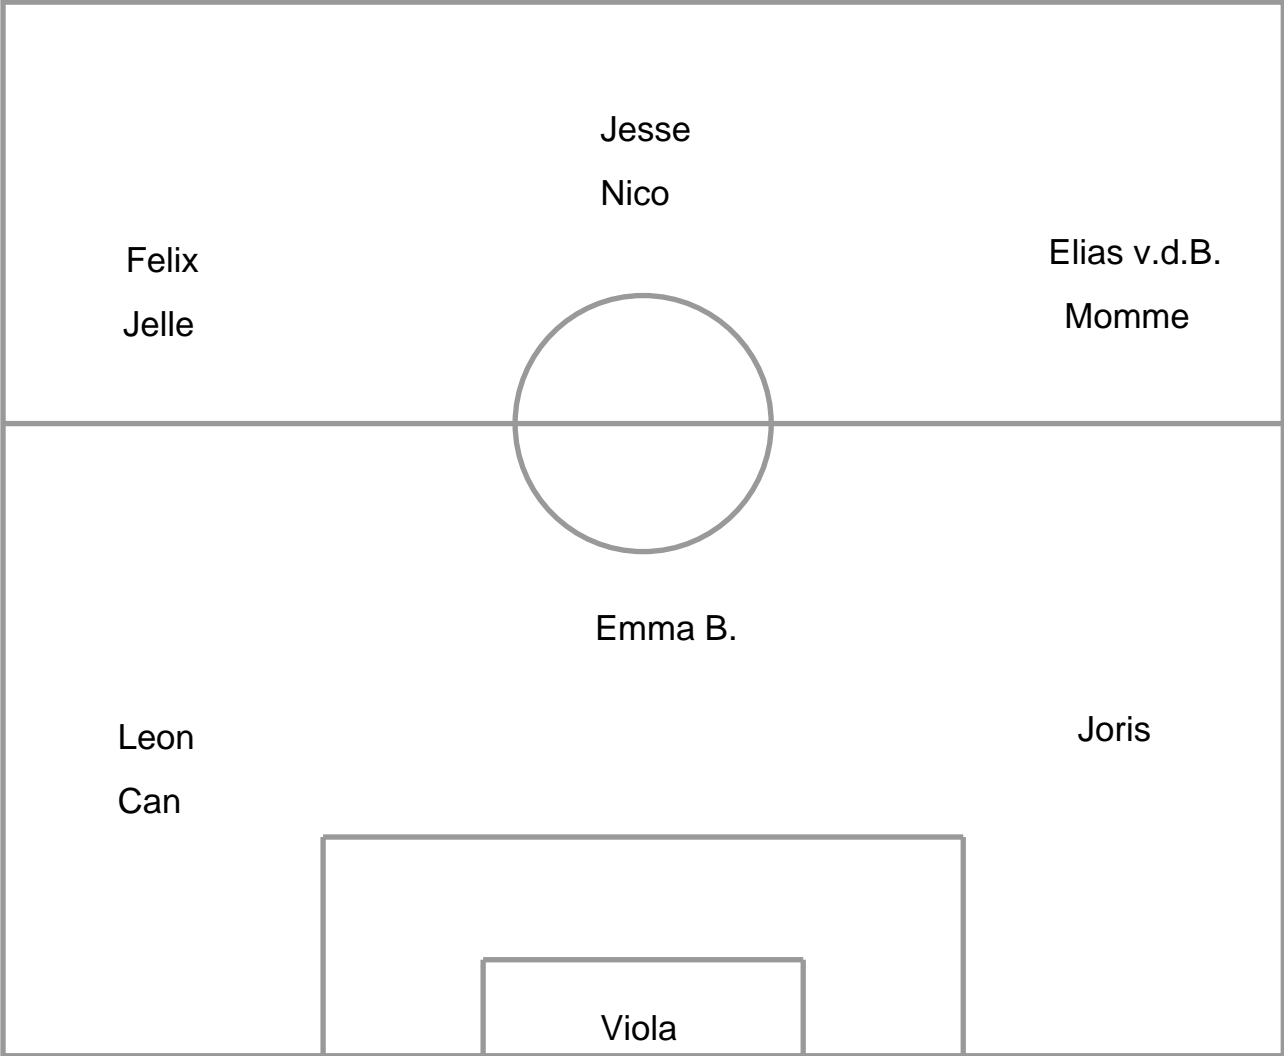 Jesse
Nico
Felix
Jelle
Elias v.d.B.
Momme
Emma B.
Leon
Can
Joris
Viola